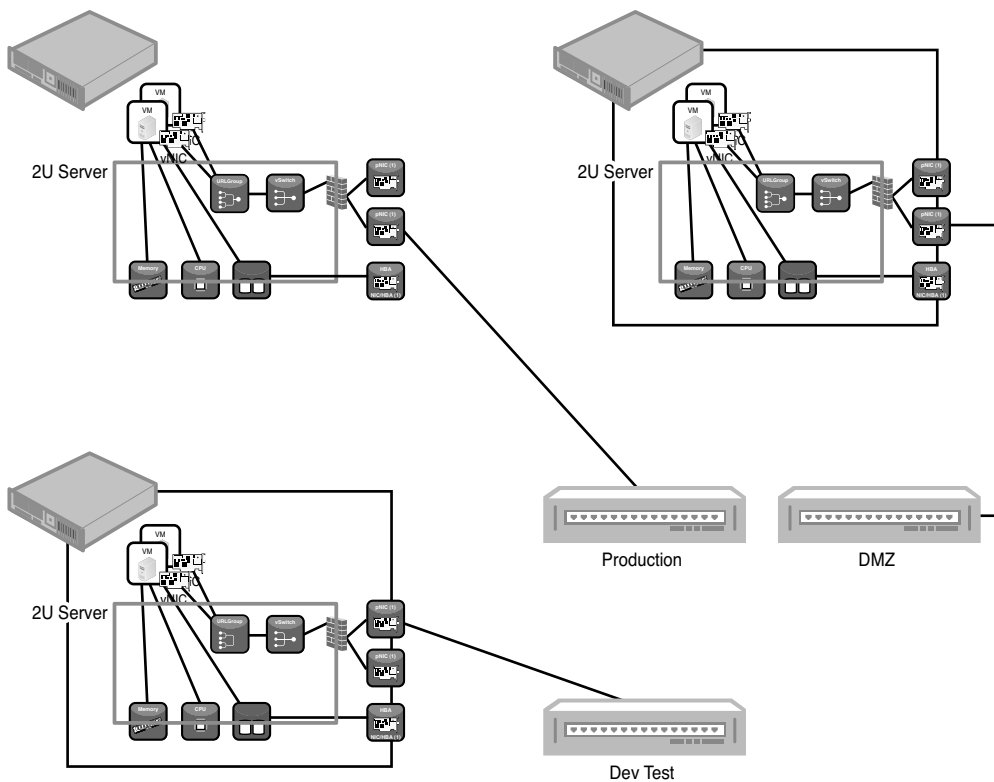 VM
VM
vNIC
2U Server
URLGroup
vSwitch
pNIC (1)
pNIC (1)
Memory
CPU
HBA
NIC/HBA (1)
VM
VM
vNIC
2U Server
URLGroup
vSwitch
pNIC (1)
pNIC (1)
Memory
CPU
HBA
NIC/HBA (1)
Production
DMZ
VM
VM
vNIC
2U Server
URLGroup
vSwitch
pNIC (1)
pNIC (1)
Memory
CPU
HBA
NIC/HBA (1)
Dev Test